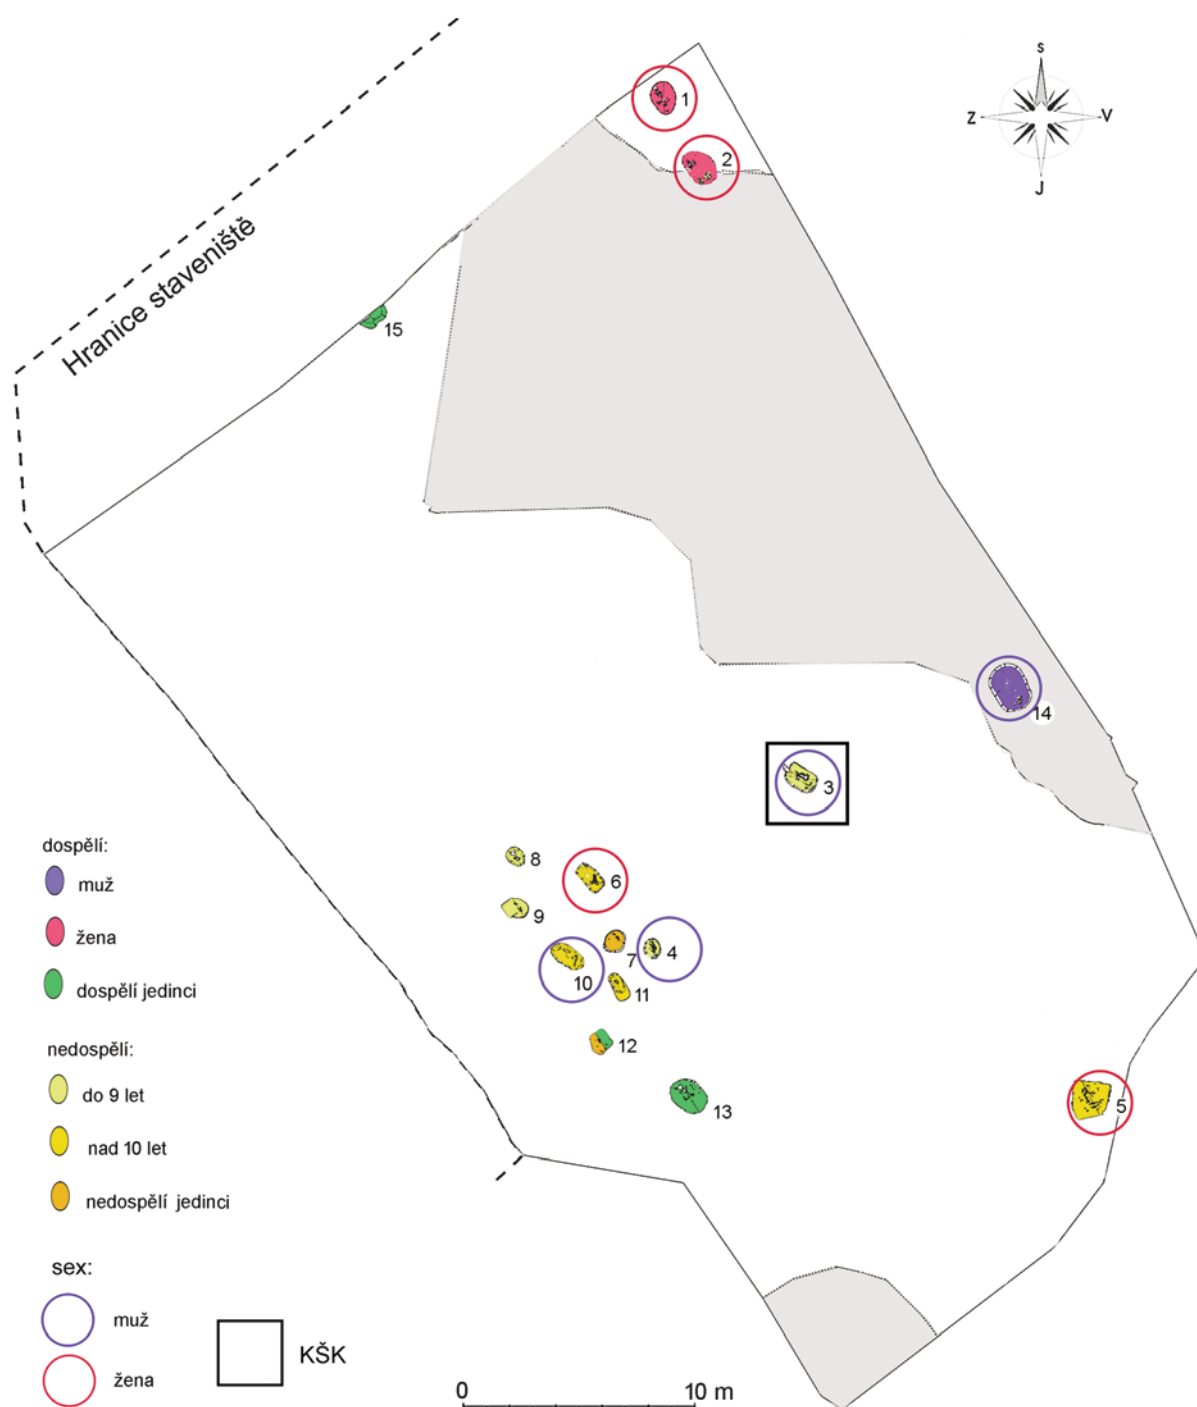 S
Z
V
J
1
2
Hranice staveniště
15
14
3
8
6
9
4
7
10
11
12
13
5
dospělí:
muž
žena
dospělí jedinci
nedospělí:
do 9 let
nad 10 let
nedospělí jedinci
sex:
muž
žena
KŠK
0
10 m